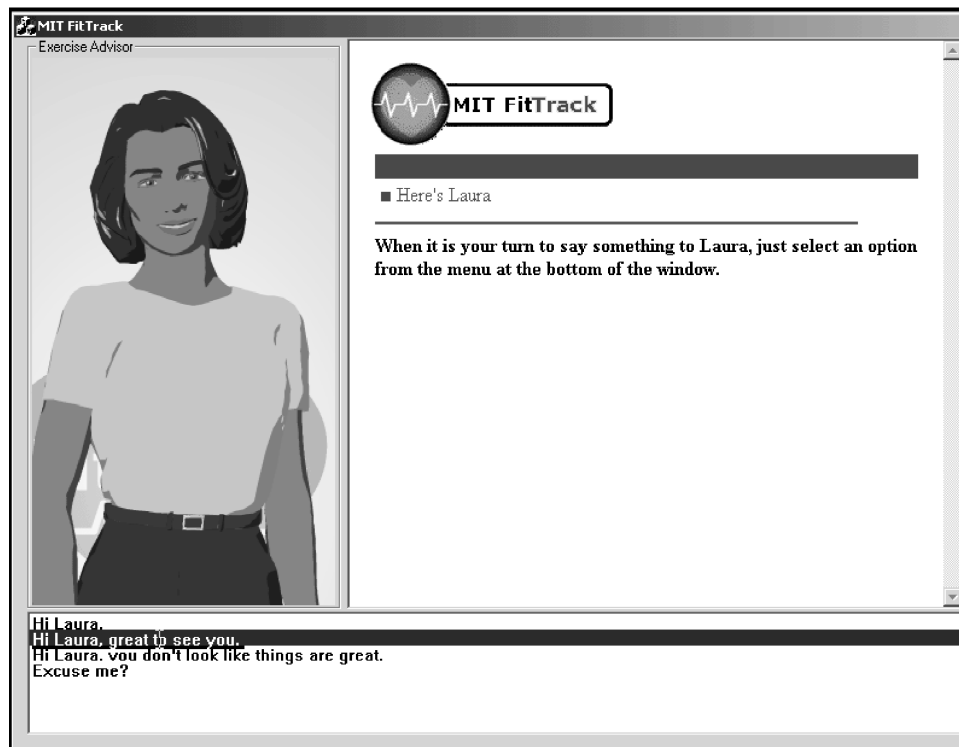 MIT FitTrack
Exercise Advisor
MIT FitTrack
Here's Laura
When it is your turn to say something to Laura, just select an option
from the menu at the bottom of the window.
Hi Laura.
Hi Laura, great to see you.
Hi Laura. you don't look like things are great.
Excuse me?